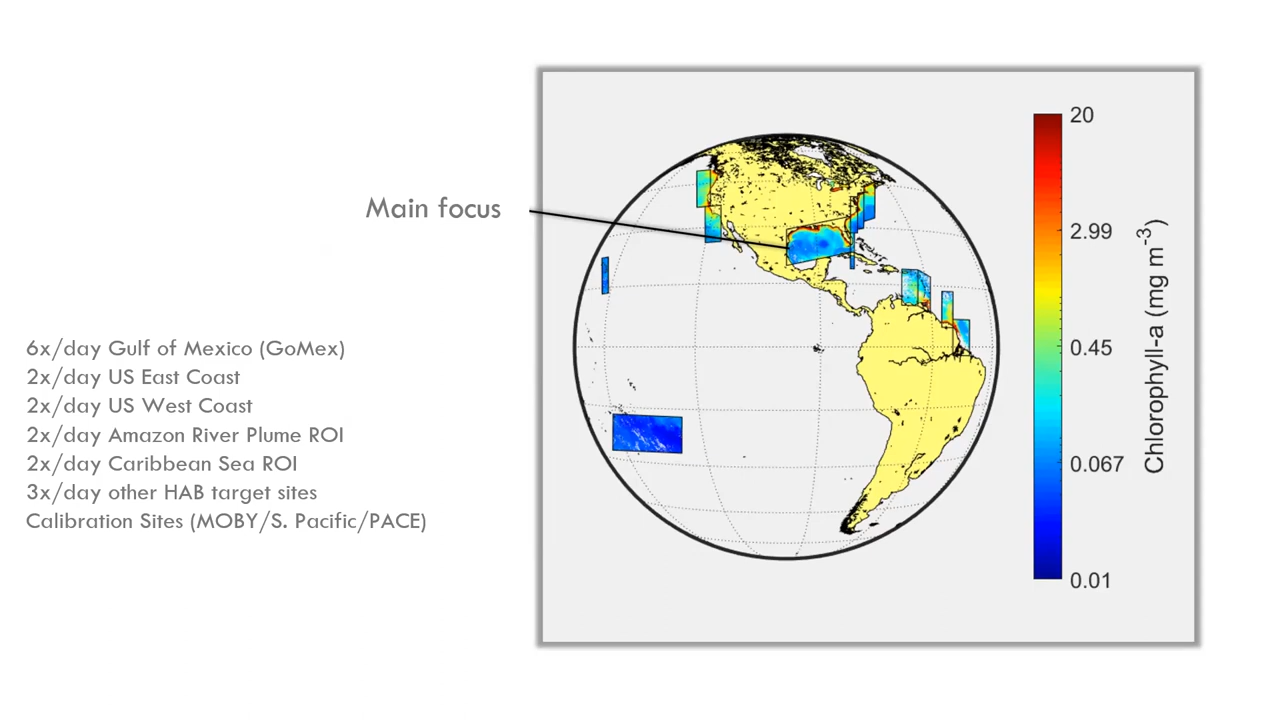 Main focus
6x/day Gulf of Mexico (GoMex)
2x/day US East Coast
2x/day US West Coast
2x/day Amazon River Plume ROI
2x/day Caribbean Sea ROI
3x/day other HAB target sites
Calibration Sites (MOBY/S. Pacific/PACE)
20
2.99
0.45
0.067
0.01
Chlorophyll-a (mg m⁻³)